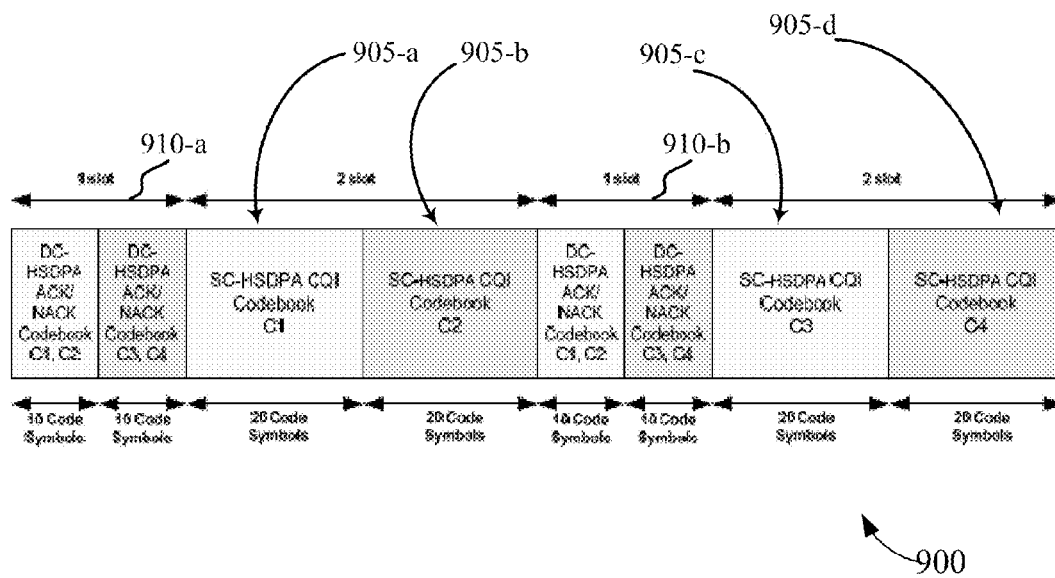 905-a
905-b
905-c
905-d
910-a
910-b
1 slot
2 slot
1 slot
2 slot
DC-
HSDPA
ACK/
NACK
Codebook
C1, C2
DC-
HSDPA
ACK/
NACK
Codebook
C3, C4
SC-HSDPA CQI
Codebook
C1
SC-HSDPA CQI
Codebook
C2
DC-
HSDPA
ACK/
NACK
Codebook
C1, C2
DC-
HSDPA
ACK/
NACK
Codebook
C3, C4
SC-HSDPA CQI
Codebook
C3
SC-HSDPA CQI
Codebook
C4
10 Code
Symbols
10 Code
Symbols
20 Code
Symbols
20 Code
Symbols
10 Code
Symbols
10 Code
Symbols
20 Code
Symbols
20 Code
Symbols
900